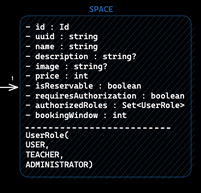 SPACE
- id : Id
- uuid : string
- name : string
- description : string?
- image : string?
- price : int
- isReservable : boolean
- requiresAuthorization : boolean
- authorizedRoles : Set<UserRole>
- bookingWindow : int
------------------------------
UserRole(
USER,
TEACHER,
ADMINISTRATOR)
1